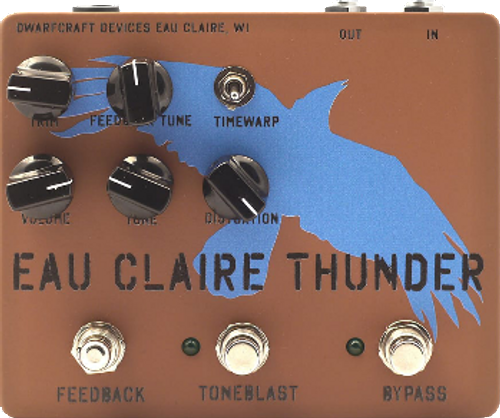 DWARFCRAFT DEVICES EAU CLAIRE, WI
OUT IN
TRIM FEEDBACK TUNE TIMEWARP
VOLUME TONE DISTORTION
EAU CLAIRE THUNDER
FEEDBACK TONEBLAST BYPASS